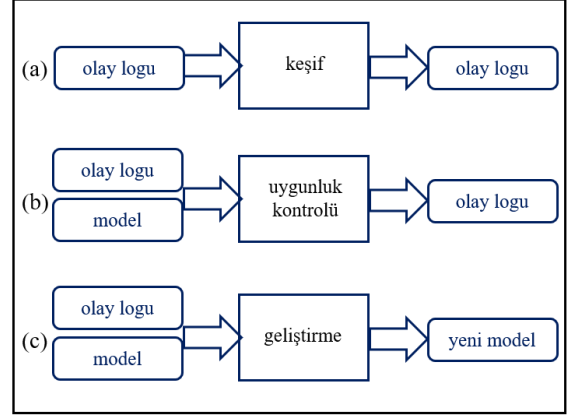 (a) olay logu keşif olay logu
(b) olay logu
model
uygunluk
kontrolü
olay logu
(c) olay logu
model
geliştirme
yeni model